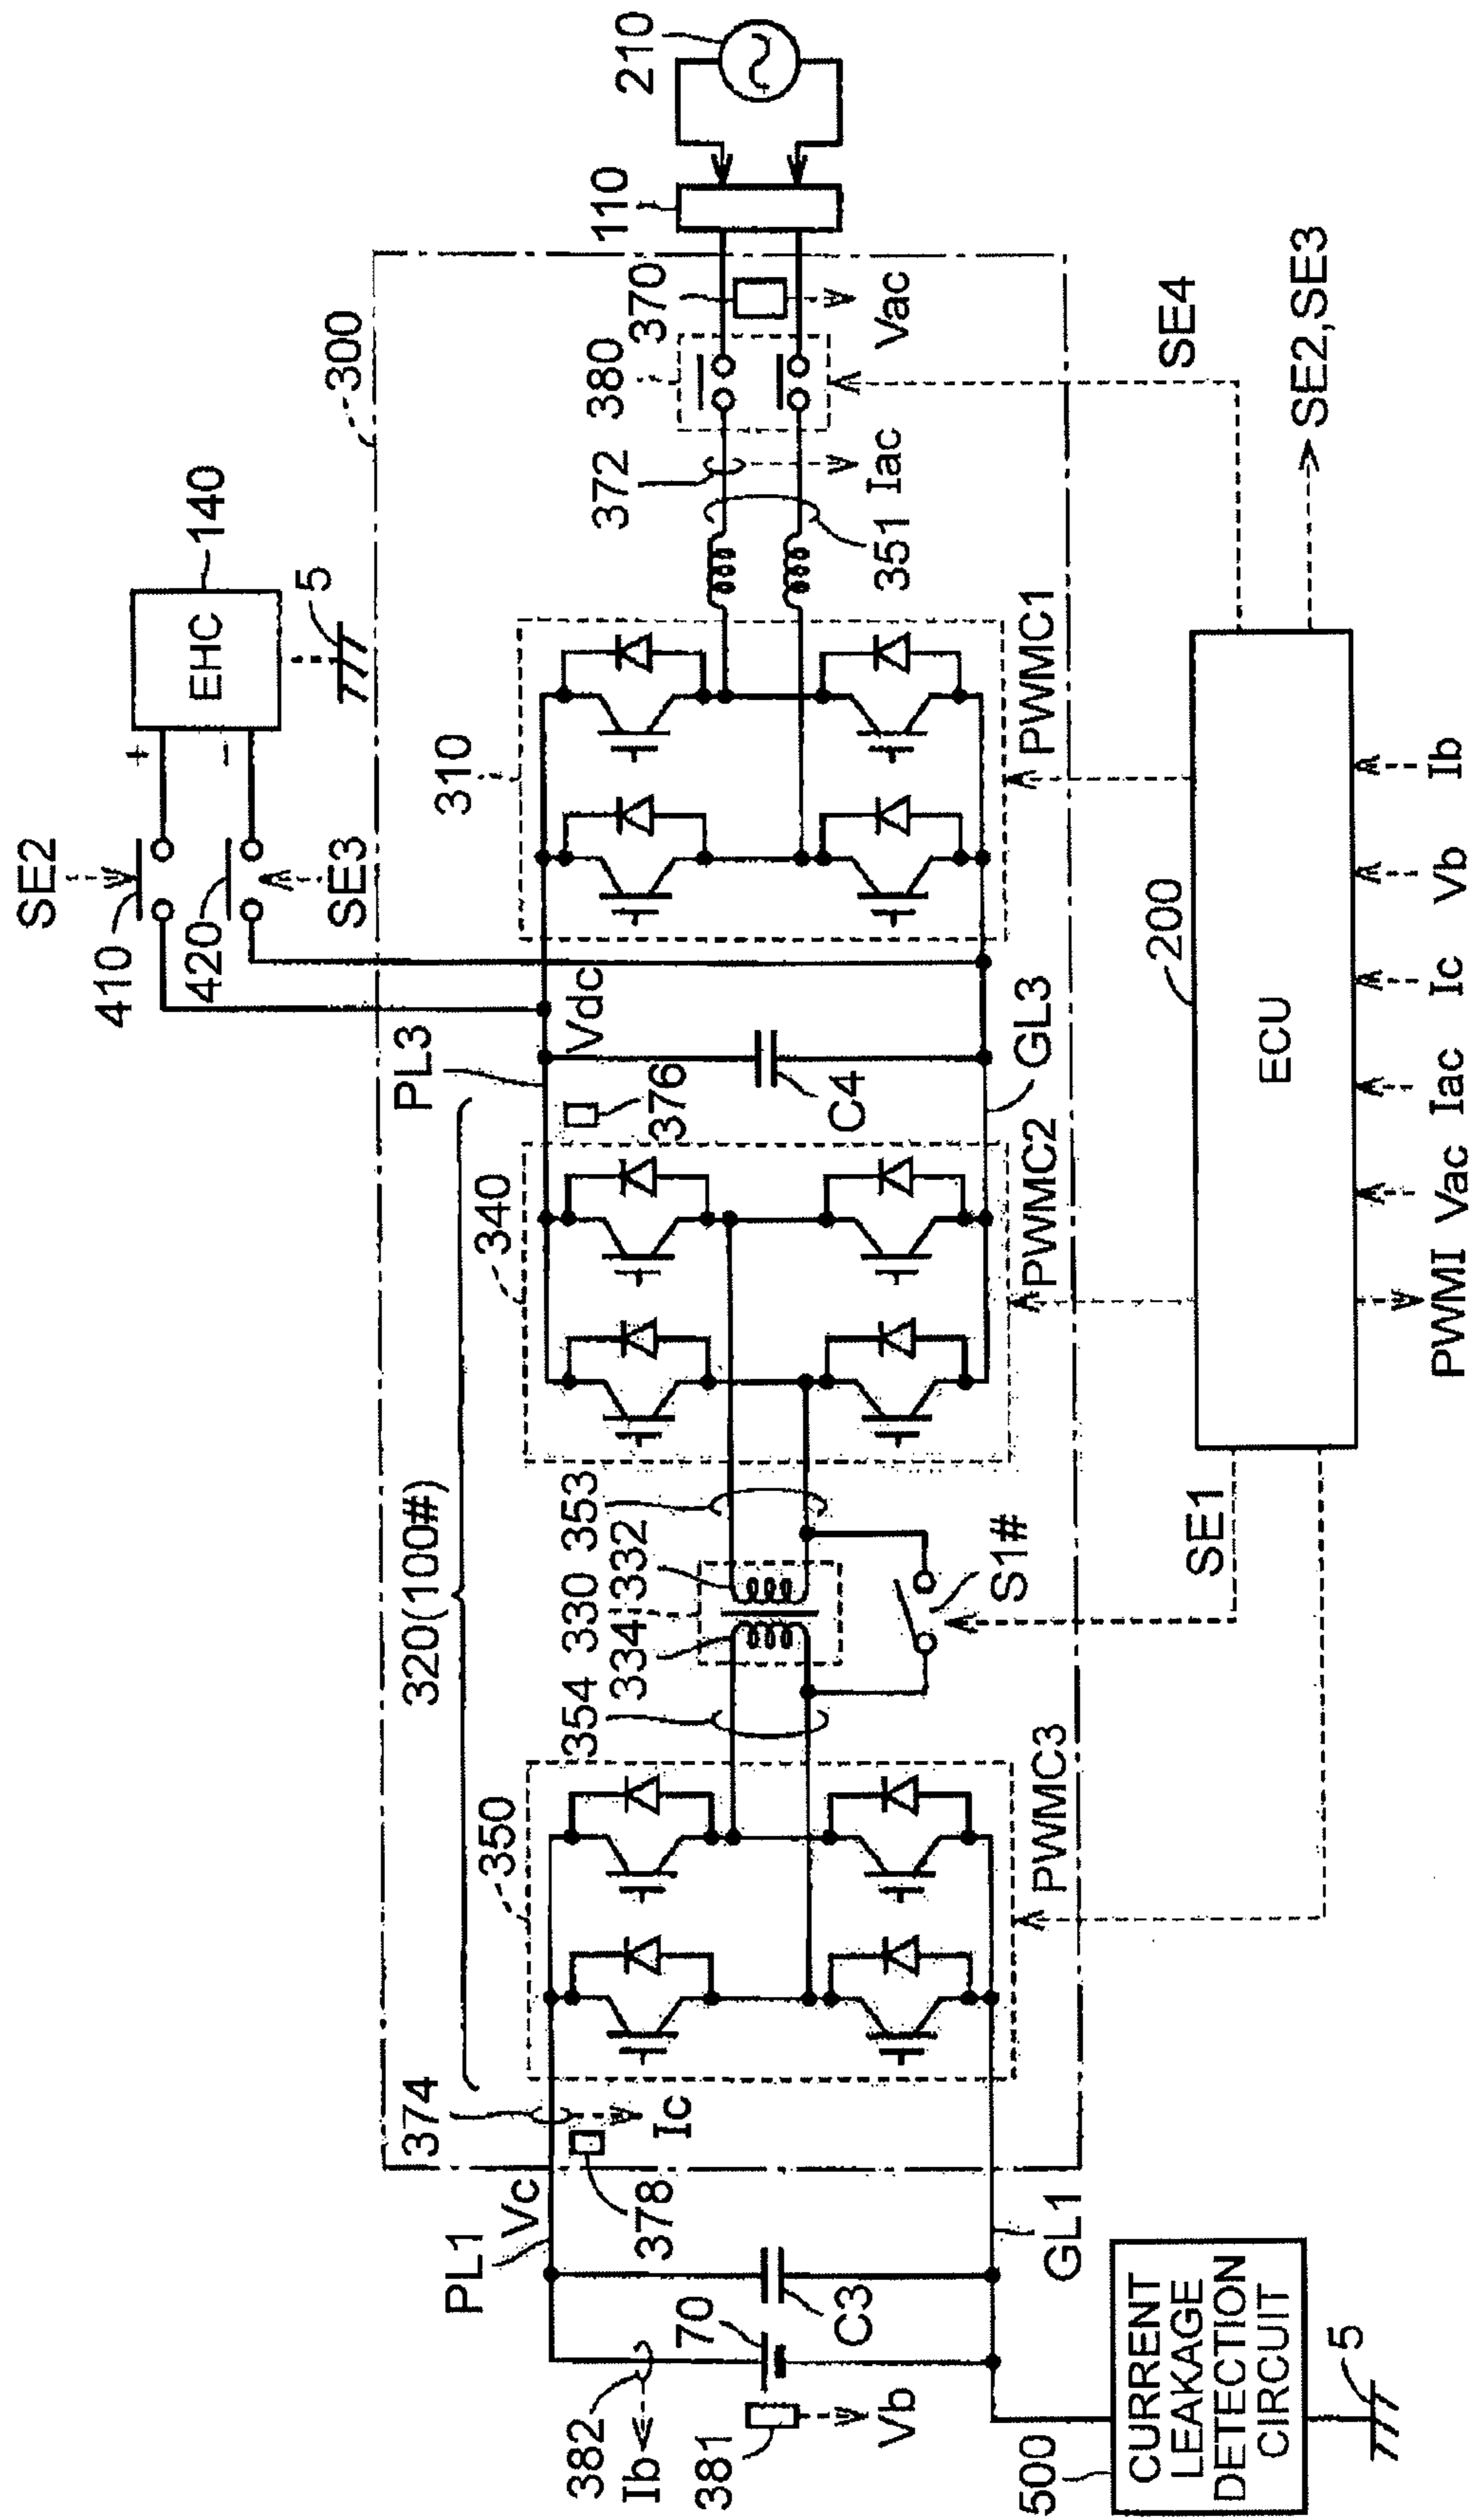 SE2
410
420
SE3
+
−
EHC
140
5
300
320(100#)
PL3
Vdc
376
C4
GL3
310
PWMC1
372
Iac
351
380
370
Vac
110
210
340
PWMC2
353
332
330
334
354
S1#
350
PWMC3
374
Ic
378
PL1
Vc
GL1
C3
70
382
Ib
381
Vb
500
CURRENT
LEAKAGE
DETECTION
CIRCUIT
5
SE1
200
ECU
SE4
SE2,SE3
PWMI
Vac
Iac
Ic
Vb
Ib